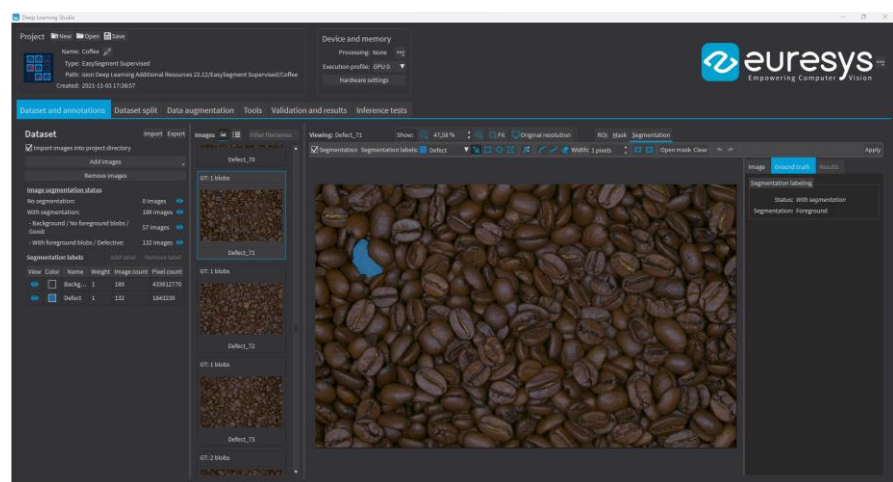 Deep Learning Studio
Project New Open Save
Name: Coffee
Type: EasySegment Supervised
Path: sion Deep Learning Additional Resources 22.12/EasySegment Supervised/Coffee
Created: 2021-11-03 17:36:57
Device and memory
Processing: None
Execution profile: GPU 0
Hardware settings
euresys
Empowering Computer Vision
Dataset and annotations Dataset split Data augmentation Tools Validation and results Inference tests
Dataset Import Export
Import images into project directory
Add images
Remove images
Image segmentation status
No segmentation: 0 images
With segmentation: 189 images
- Background / No foreground blobs / Good: 57 images
- With foreground blobs / Defective: 132 images
Segmentation labels Add label Remove label
View Color Name Weight Image count Pixel count
Backg... 1 189 433612770
Defect 1 132 1843230
Images Filter filenames
Defect_70
GT: 1 blobs
Defect_71
GT: 1 blobs
Defect_72
GT: 1 blobs
Defect_73
GT: 2 blobs
Viewing: Defect_71 Show: 47,58 % Fit Original resolution ROI Mask Segmentation
Segmentation Segmentation labels: Defect Width: 1 pixels Open mask Clear Apply
Image Ground truth Results
Segmentation labeling
Status: With segmentation
Segmentation: Foreground